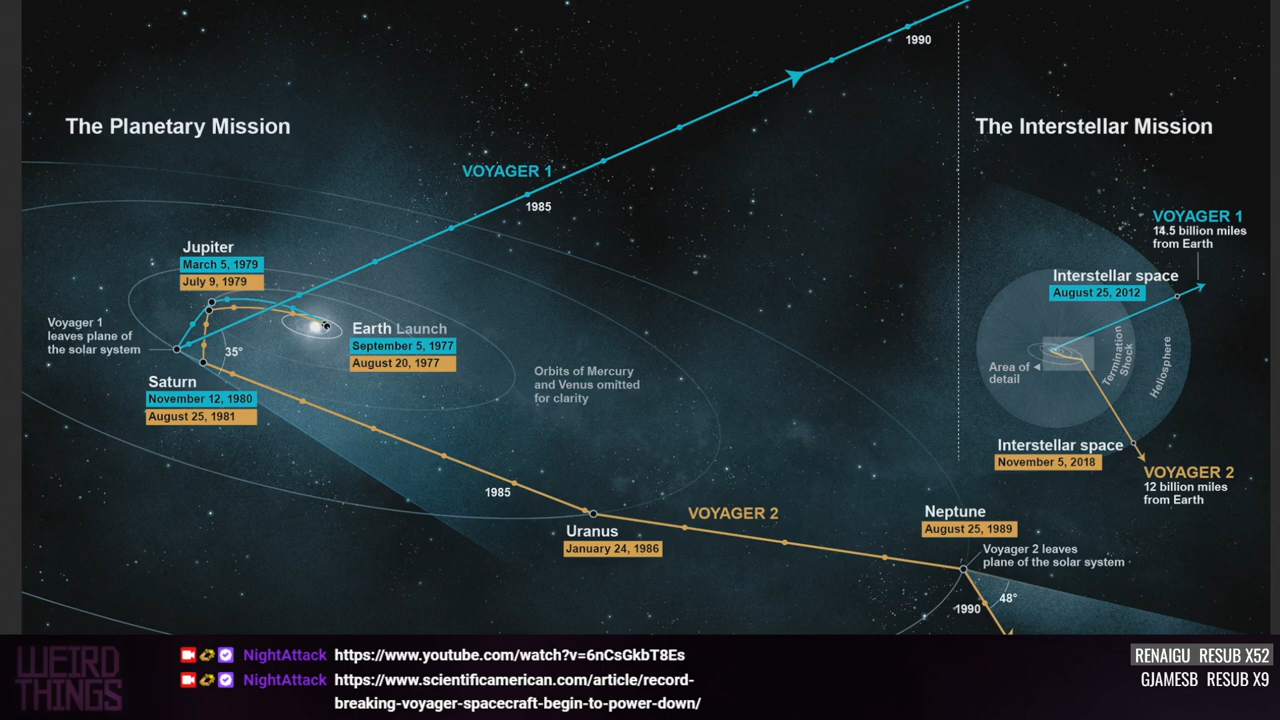 The Planetary Mission
The Interstellar Mission
1990
VOYAGER 1
1985
Jupiter
March 5, 1979
July 9, 1979
Voyager 1
leaves plane of
the solar system
35°
Earth Launch
September 5, 1977
August 20, 1977
Saturn
November 12, 1980
August 25, 1981
Orbits of Mercury
and Venus omitted
for clarity
1985
Uranus
January 24, 1986
VOYAGER 2
Neptune
August 25, 1989
Voyager 2 leaves
plane of the solar system
48°
1990
VOYAGER 1
14.5 billion miles
from Earth
Interstellar space
August 25, 2012
Termination
Shock
Heliosphere
Area of
detail
Interstellar space
November 5, 2018
VOYAGER 2
12 billion miles
from Earth
WEIRD
THINGS
NightAttack https://www.youtube.com/watch?v=6nCsGkbT8Es
NightAttack https://www.scientificamerican.com/article/record-
breaking-voyager-spacecraft-begin-to-power-down/
RENAIGU RESUB X52
GJAMESB RESUB X9